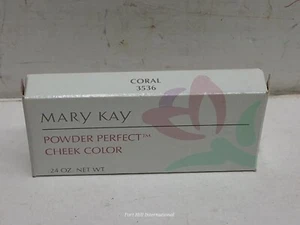 CORAL
3536
MARY KAY
POWDER PERFECT™
CHEEK COLOR
.24 OZ. NET WT.